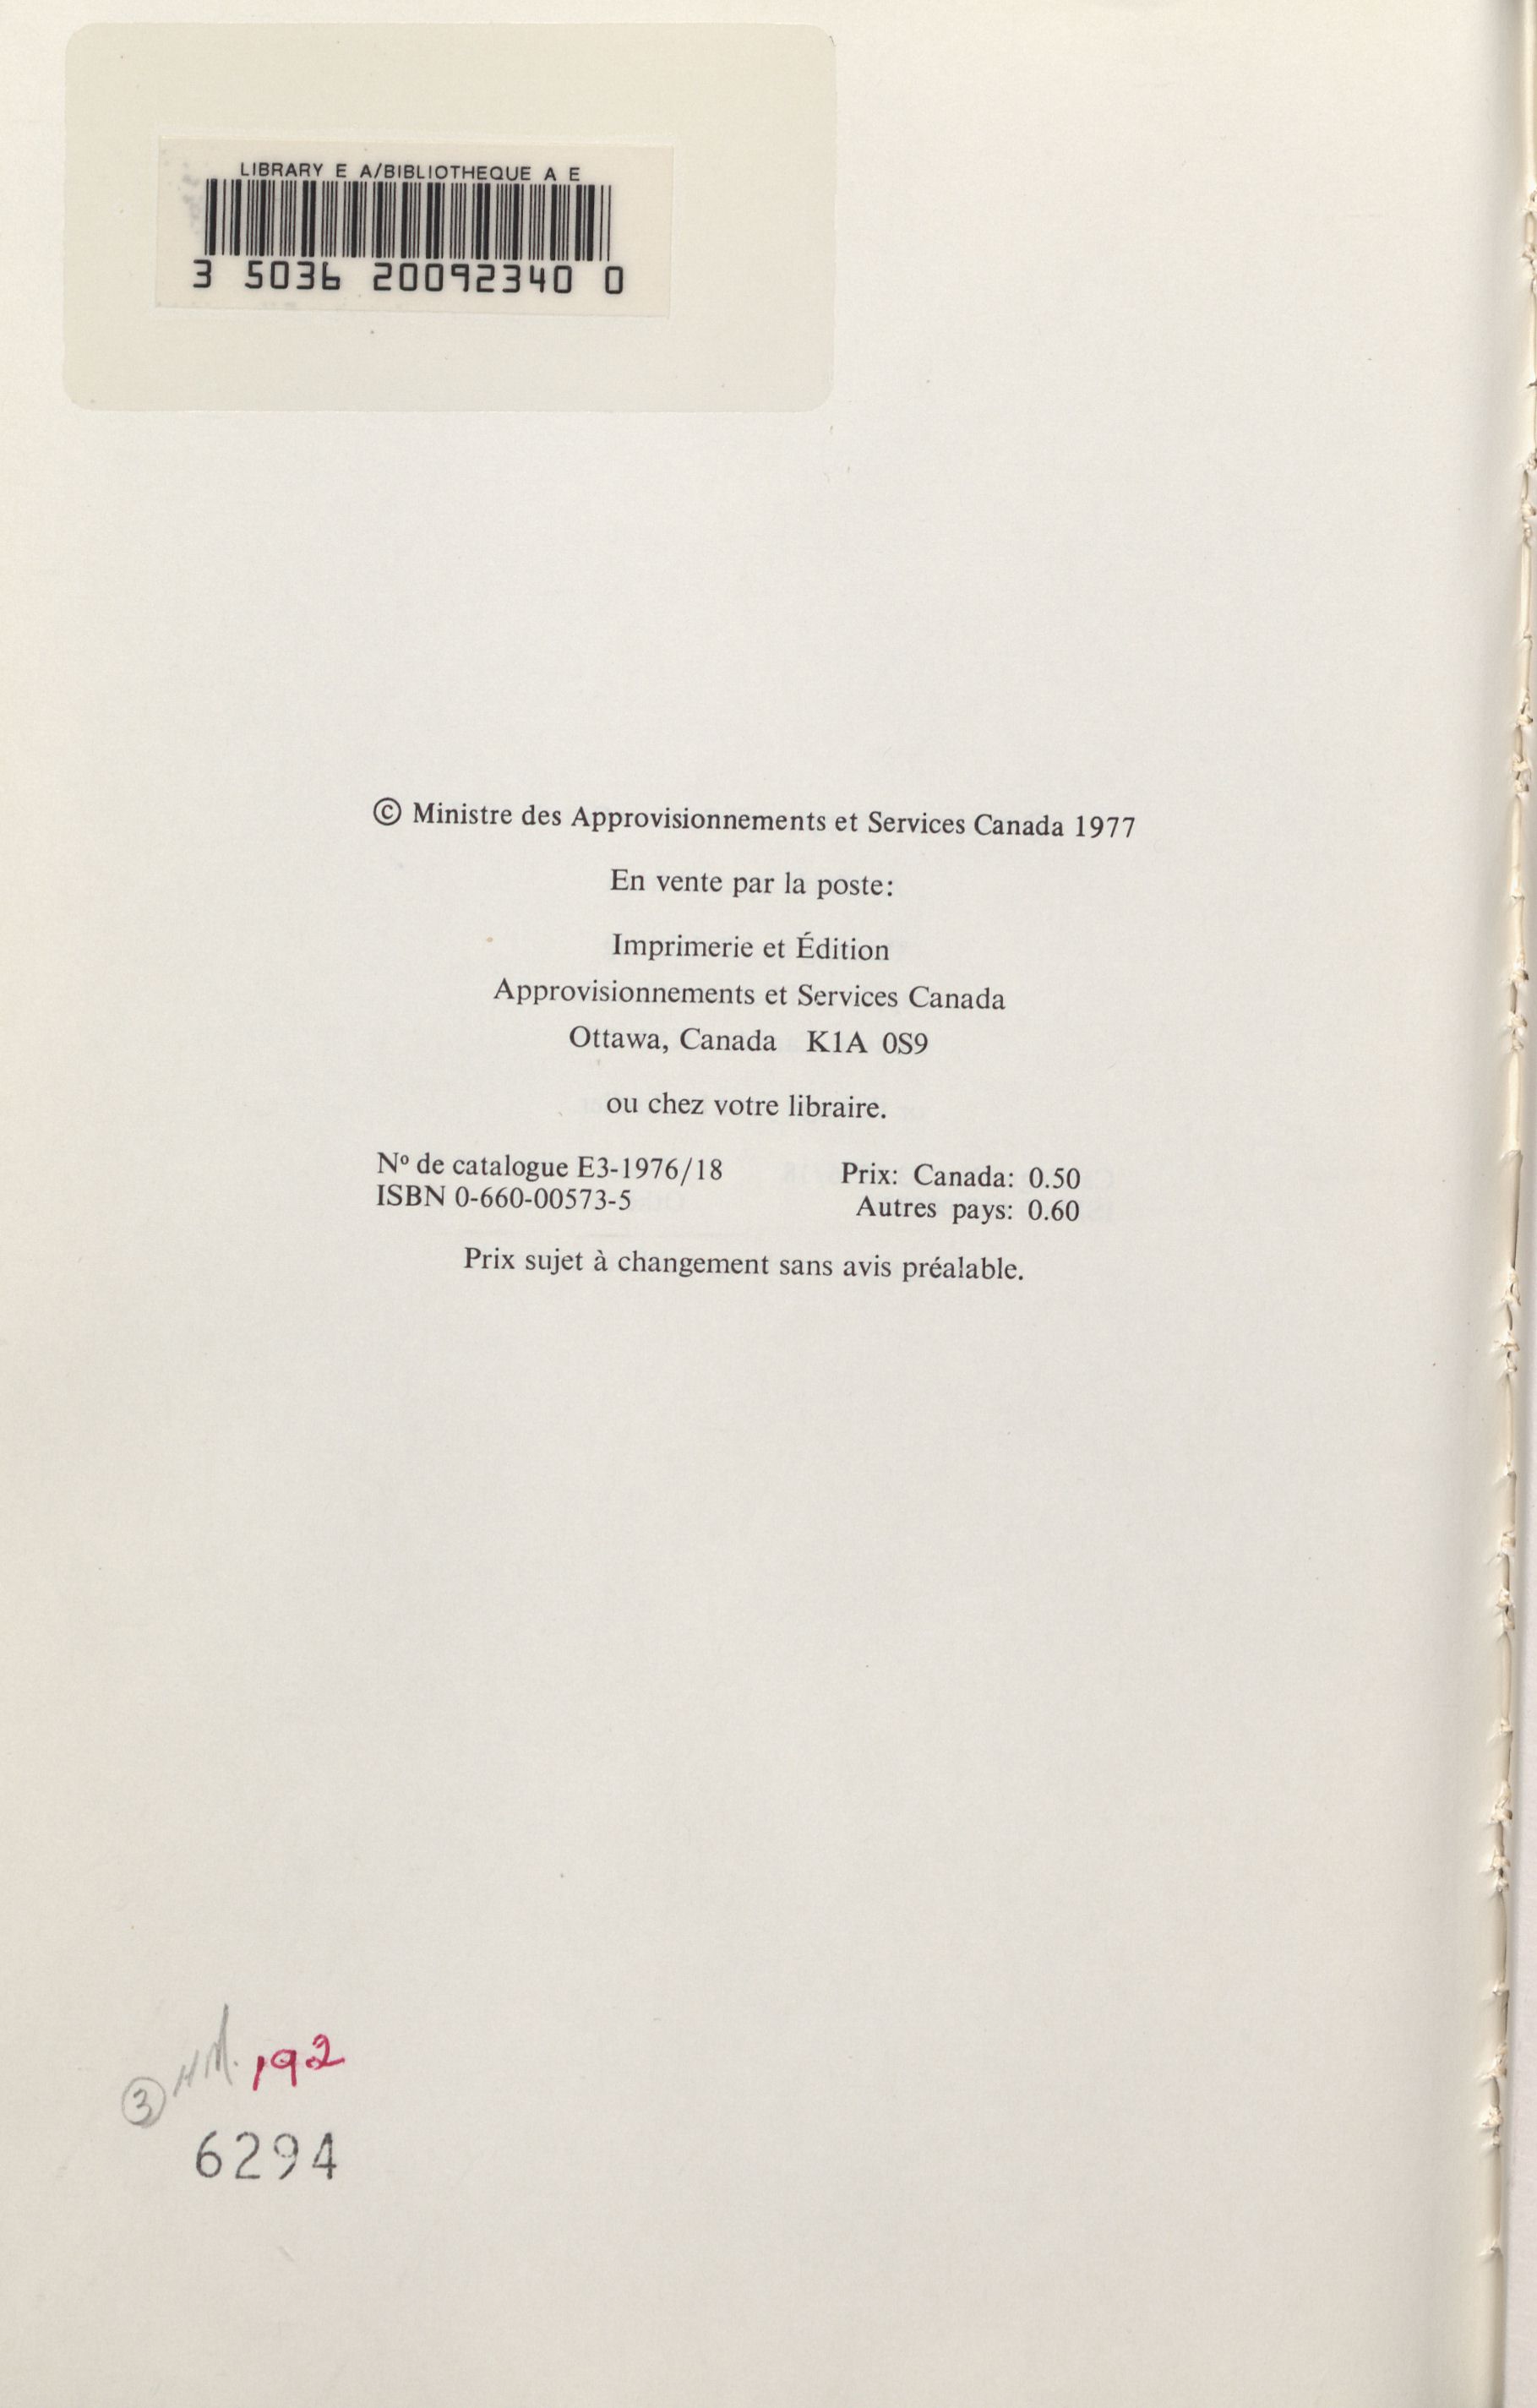 LIBRARY E A/BIBLIOTHEQUE A E
3 5036 20092340 0
© Ministre des Approvisionnements et Services Canada 1977
En vente par la poste:
Imprimerie et Édition
Approvisionnements et Services Canada
Ottawa, Canada K1A 0S9
ou chez votre libraire.
Nº de catalogue E3-1976/18 Prix: Canada: 0.50
ISBN 0-660-00573-5 Autres pays: 0.60
Prix sujet à changement sans avis préalable.
192
3
6294